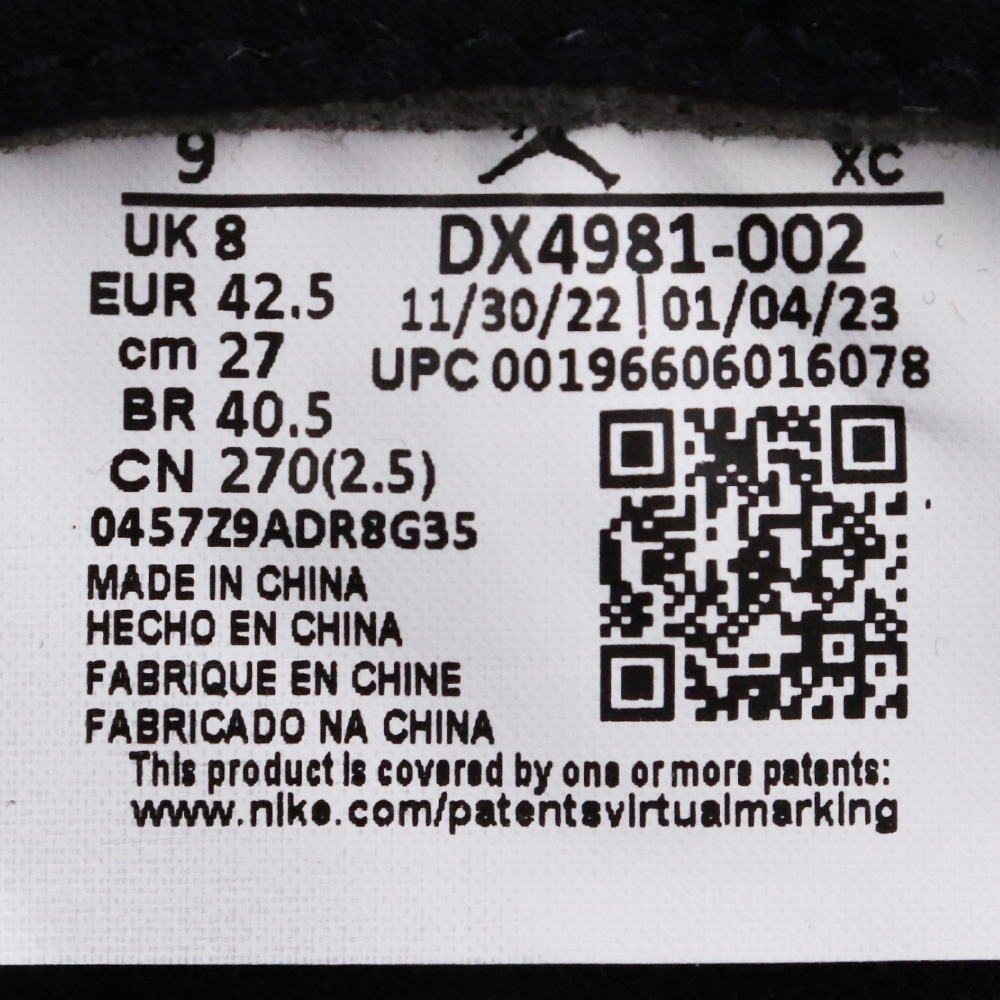 9 XC
UK 8
EUR 42.5
cm 27
BR 40.5
CN 270(2.5)
DX4981-002
11/30/22 | 01/04/23
UPC 00196606016078
0457Z9ADR8G35
MADE IN CHINA
HECHO EN CHINA
FABRIQUE EN CHINE
FABRICADO NA CHINA
This product is covered by one or more patents:
www.nike.com/patentsvirtualmarking